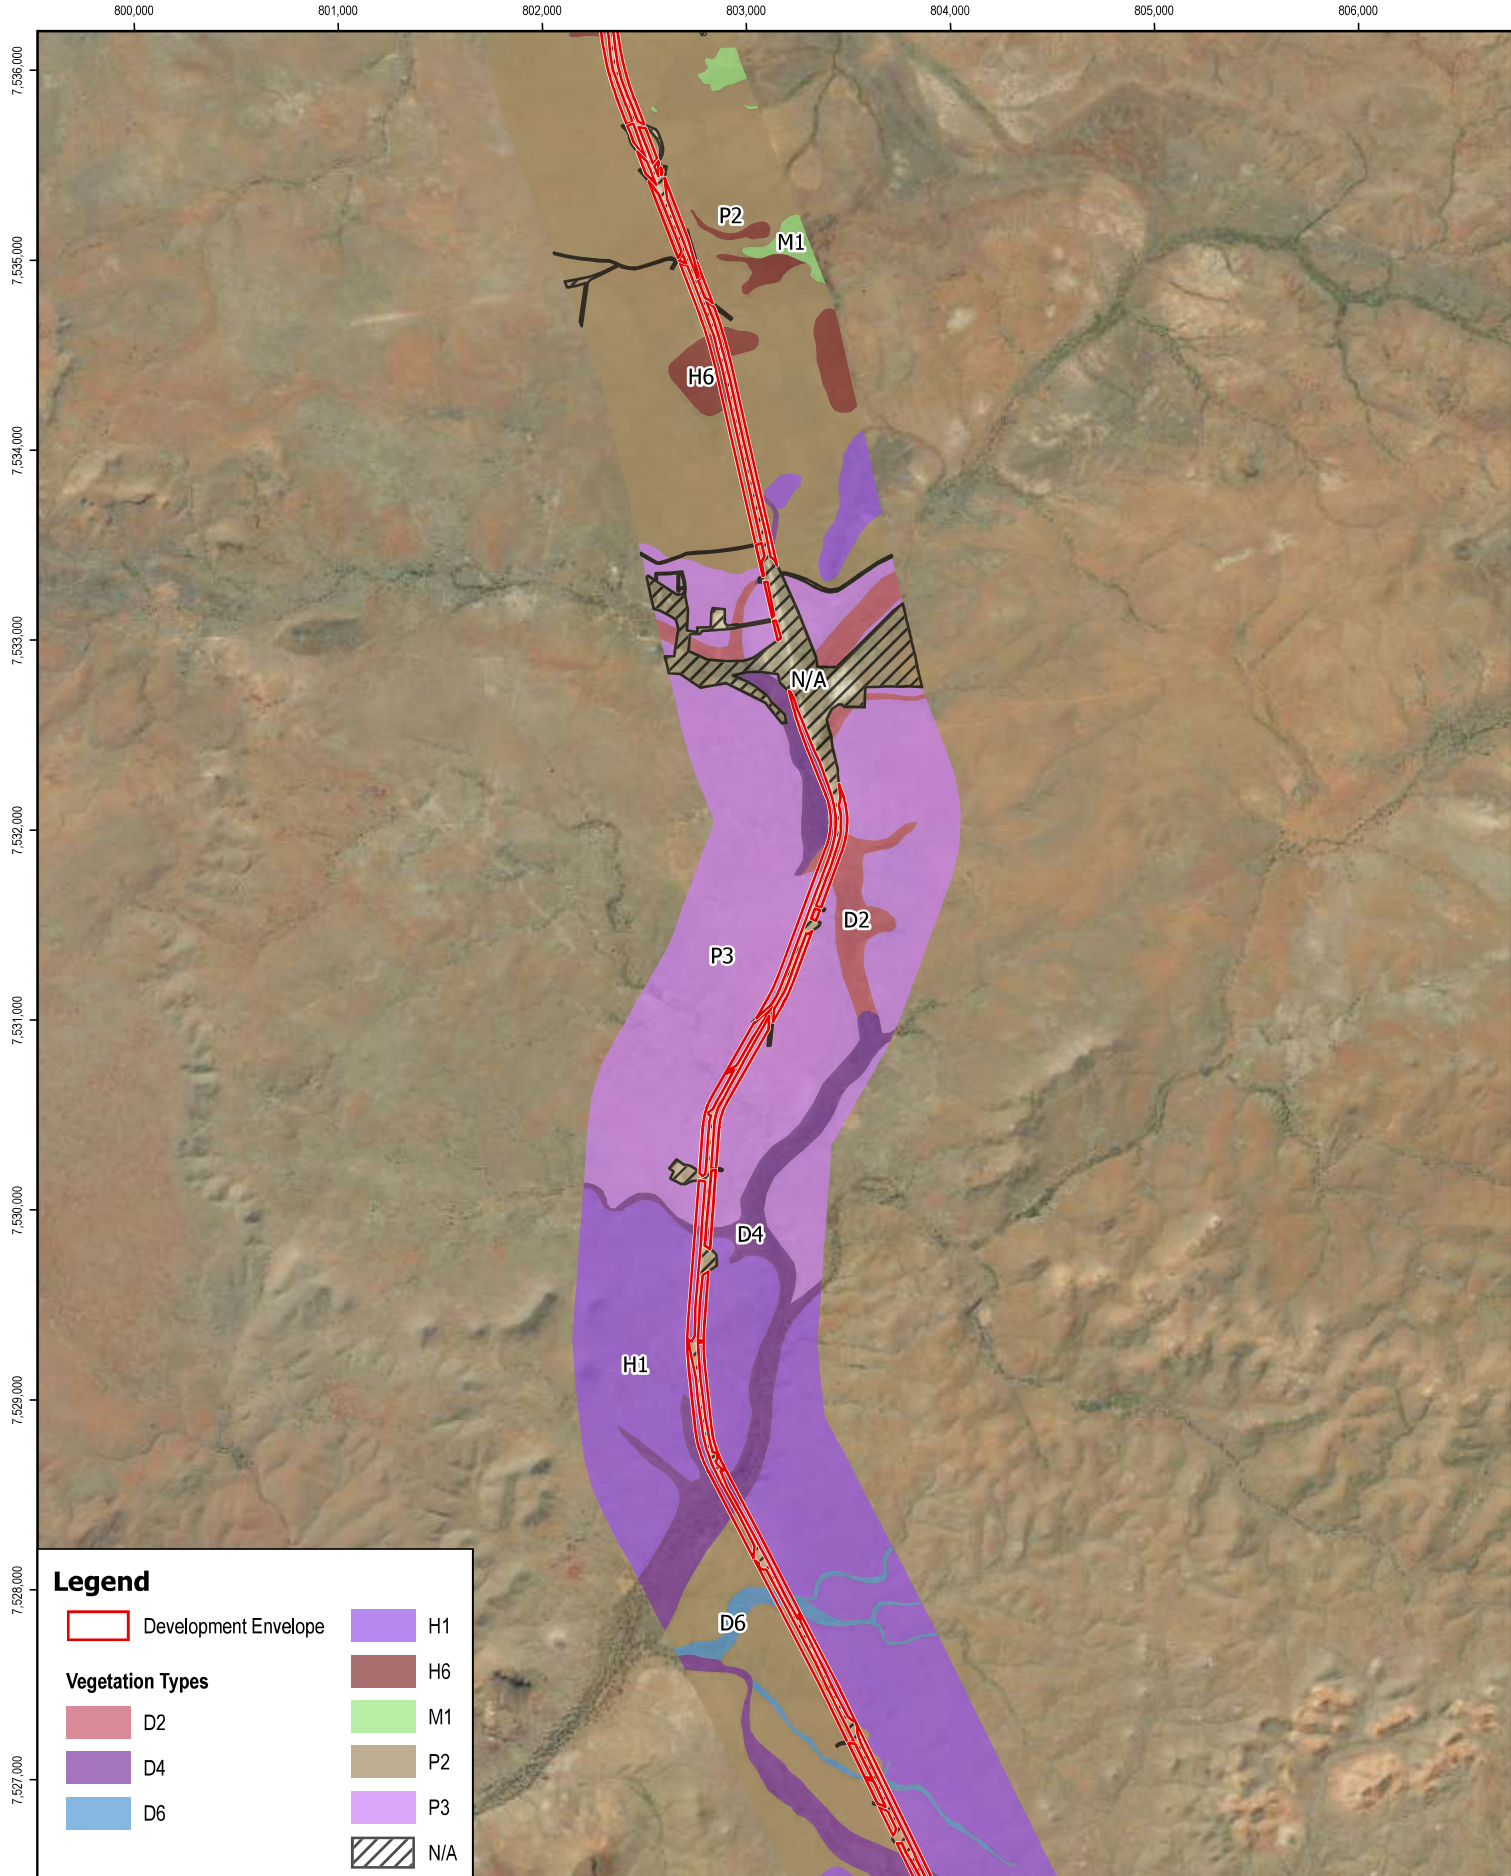 800,000 801,000 802,000 803,000 804,000 805,000 806,000
7,536,000
7,535,000
7,534,000
7,533,000
7,532,000
7,531,000
7,530,000
7,529,000
7,528,000
7,527,000
P2
M1
H6
N/A
D2
P3
D4
H1
D6
Legend
Development Envelope
Vegetation Types
D2
D4
D6
H1
H6
M1
P2
P3
N/A